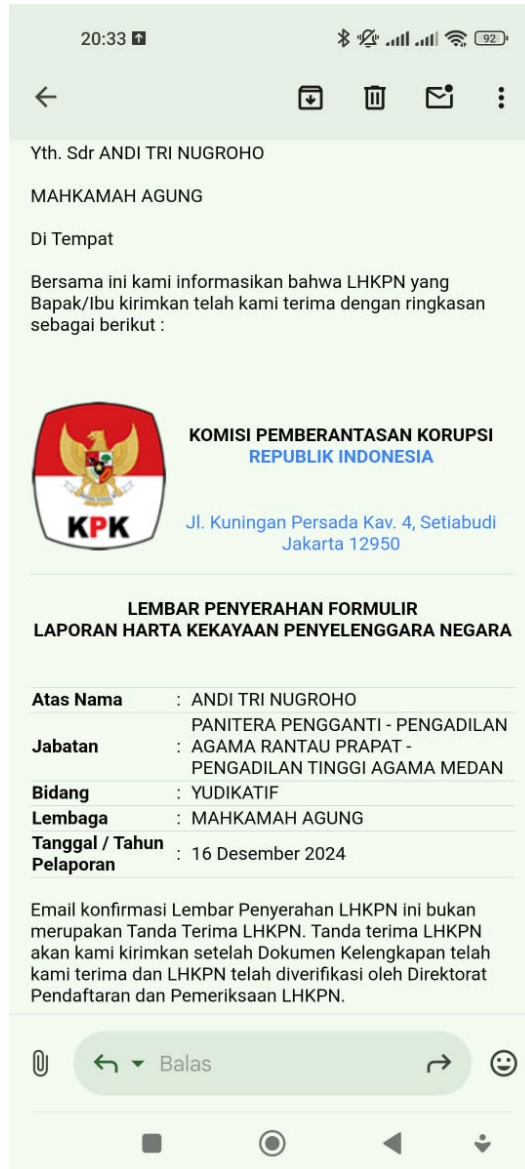 20:33
92
Yth. Sdr ANDI TRI NUGROHO
MAHKAMAH AGUNG
Di Tempat
Bersama ini kami informasikan bahwa LHKPN yang
Bapak/Ibu kirimkan telah kami terima dengan ringkasan
sebagai berikut :
KPK
KOMISI PEMBERANTASAN KORUPSI
REPUBLIK INDONESIA
Jl. Kuningan Persada Kav. 4, Setiabudi
Jakarta 12950
LEMBAR PENYERAHAN FORMULIR
LAPORAN HARTA KEKAYAAN PENYELENGGARA NEGARA
Atas Nama : ANDI TRI NUGROHO
Jabatan : PANITERA PENGGANTI - PENGADILAN
AGAMA RANTAU PRAPAT -
PENGADILAN TINGGI AGAMA MEDAN
Bidang : YUDIKATIF
Lembaga : MAHKAMAH AGUNG
Tanggal / Tahun
Pelaporan : 16 Desember 2024
Email konfirmasi Lembar Penyerahan LHKPN ini bukan
merupakan Tanda Terima LHKPN. Tanda terima LHKPN
akan kami kirimkan setelah Dokumen Kelengkapan telah
kami terima dan LHKPN telah diverifikasi oleh Direktorat
Pendaftaran dan Pemeriksaan LHKPN.
Balas